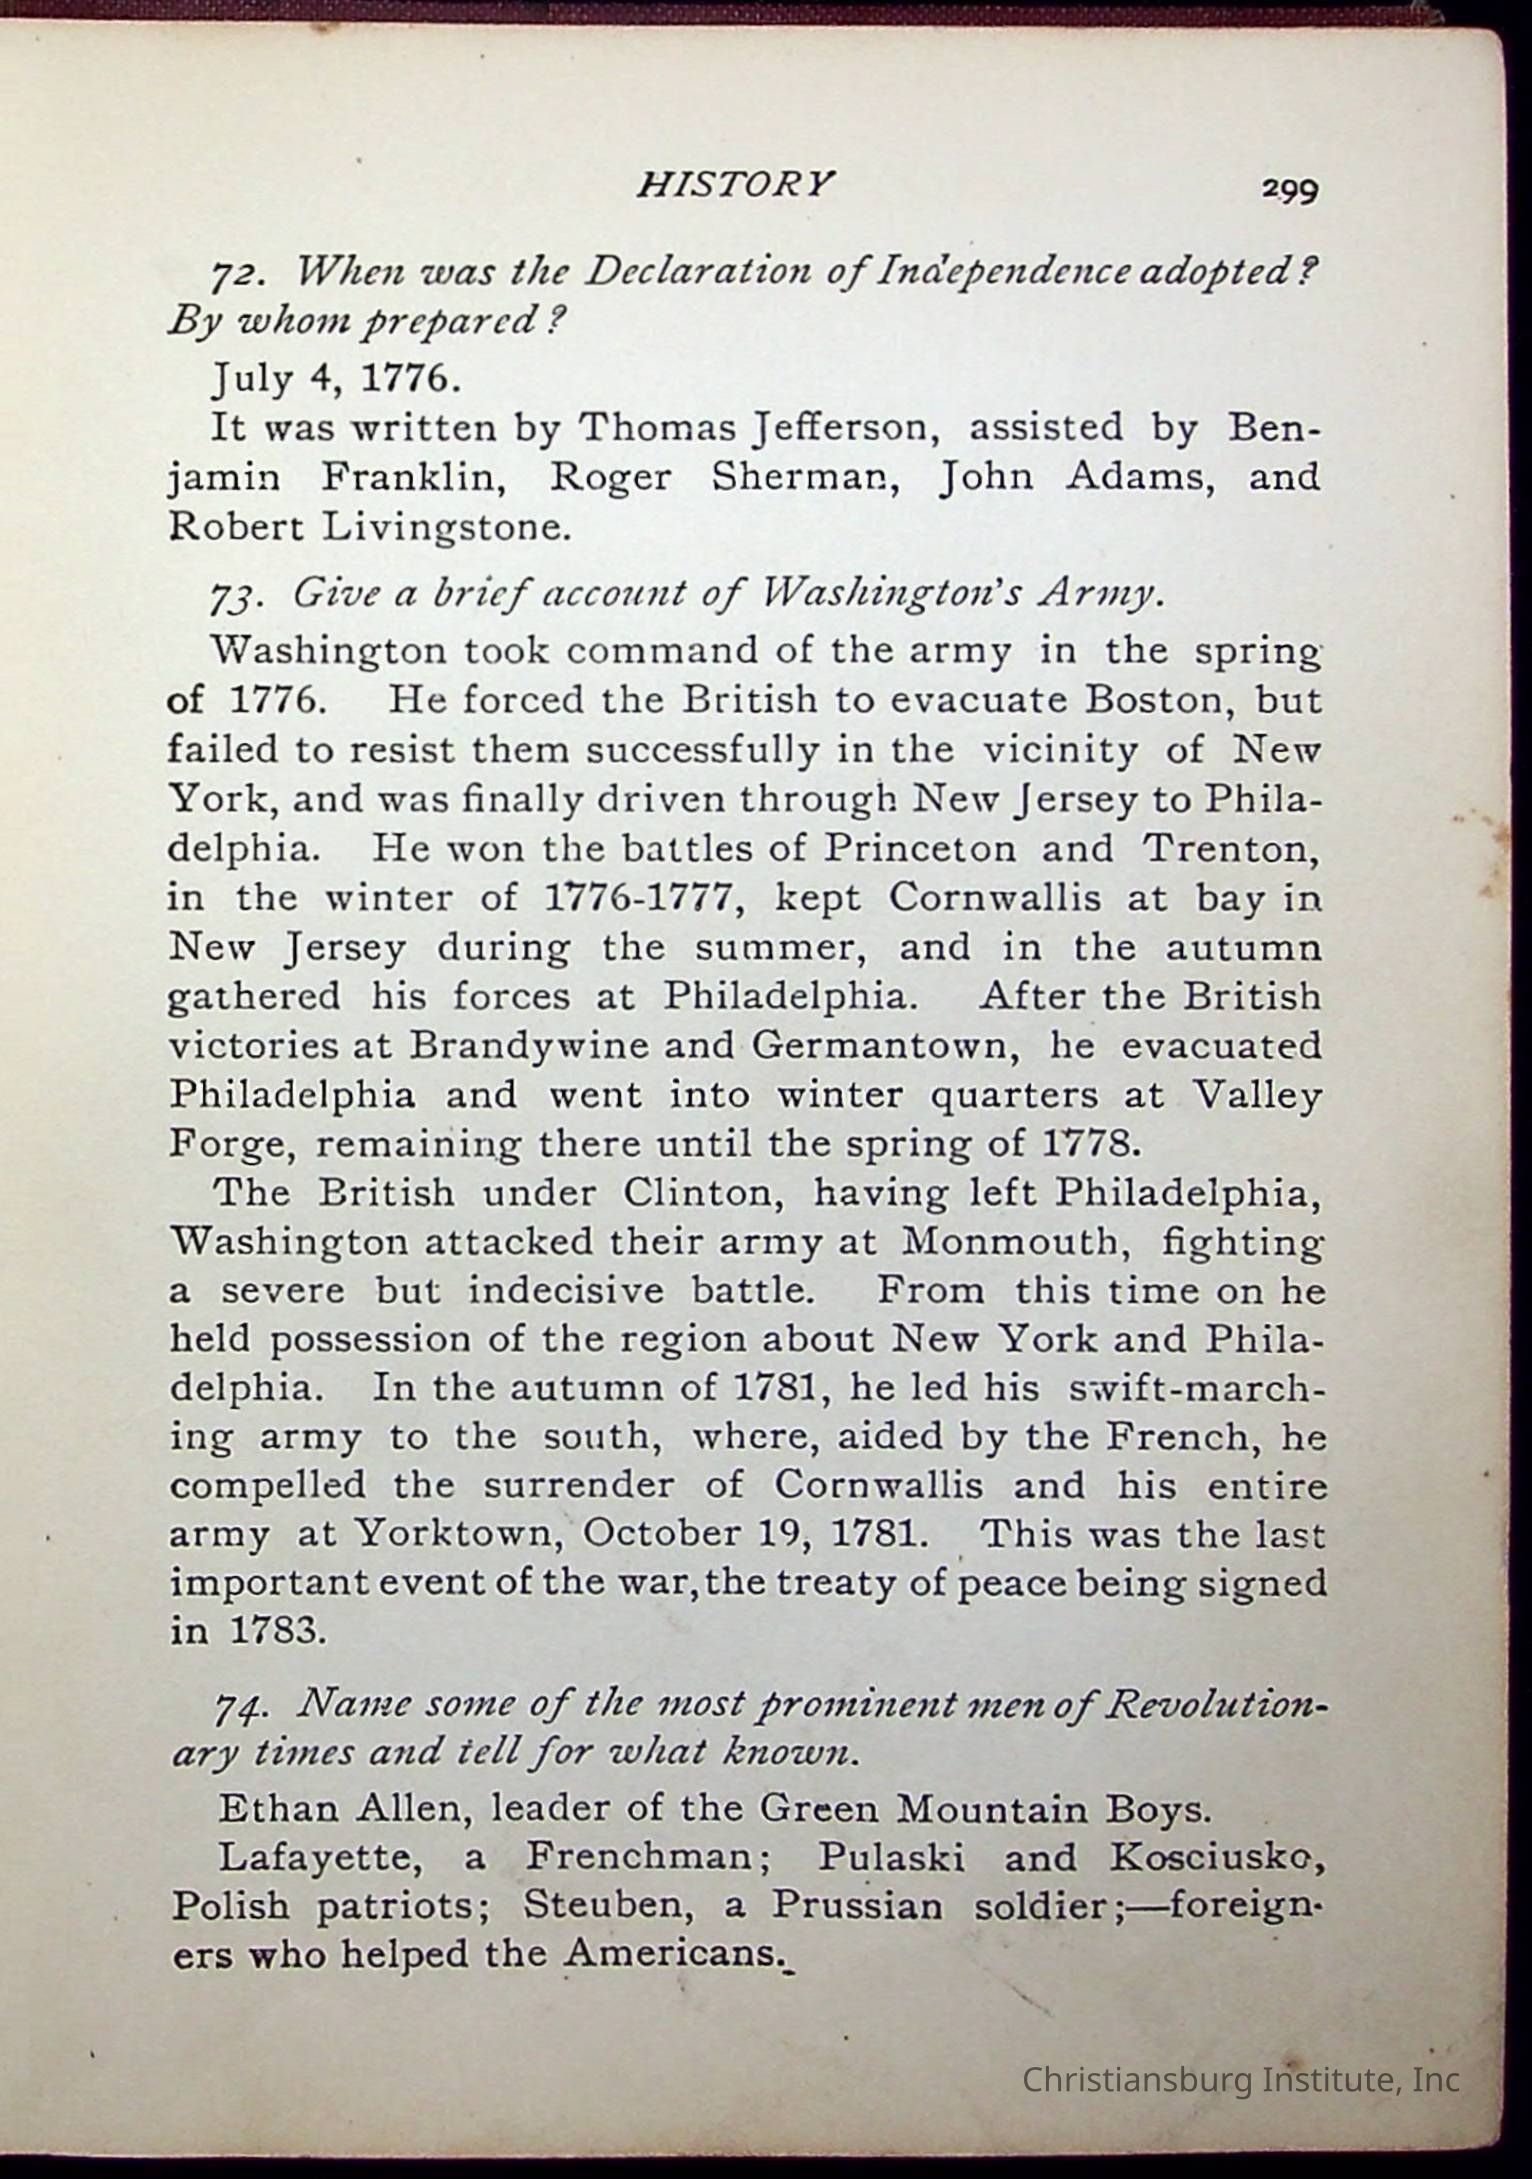 HISTORY 299
72. When was the Declaration of Independence adopted?
By whom prepared?
July 4, 1776.
It was written by Thomas Jefferson, assisted by Ben-
jamin Franklin, Roger Sherman, John Adams, and
Robert Livingstone.
73. Give a brief account of Washington's Army.
Washington took command of the army in the spring
of 1776. He forced the British to evacuate Boston, but
failed to resist them successfully in the vicinity of New
York, and was finally driven through New Jersey to Phila-
delphia. He won the battles of Princeton and Trenton,
in the winter of 1776-1777, kept Cornwallis at bay in
New Jersey during the summer, and in the autumn
gathered his forces at Philadelphia. After the British
victories at Brandywine and Germantown, he evacuated
Philadelphia and went into winter quarters at Valley
Forge, remaining there until the spring of 1778.
The British under Clinton, having left Philadelphia,
Washington attacked their army at Monmouth, fighting
a severe but indecisive battle. From this time on he
held possession of the region about New York and Phila-
delphia. In the autumn of 1781, he led his swift-march-
ing army to the south, where, aided by the French, he
compelled the surrender of Cornwallis and his entire
army at Yorktown, October 19, 1781. This was the last
important event of the war, the treaty of peace being signed
in 1783.
74. Name some of the most prominent men of Revolution-
ary times and tell for what known.
Ethan Allen, leader of the Green Mountain Boys.
Lafayette, a Frenchman; Pulaski and Kosciusko,
Polish patriots; Steuben, a Prussian soldier;—foreign-
ers who helped the Americans.
Christiansburg Institute, Inc